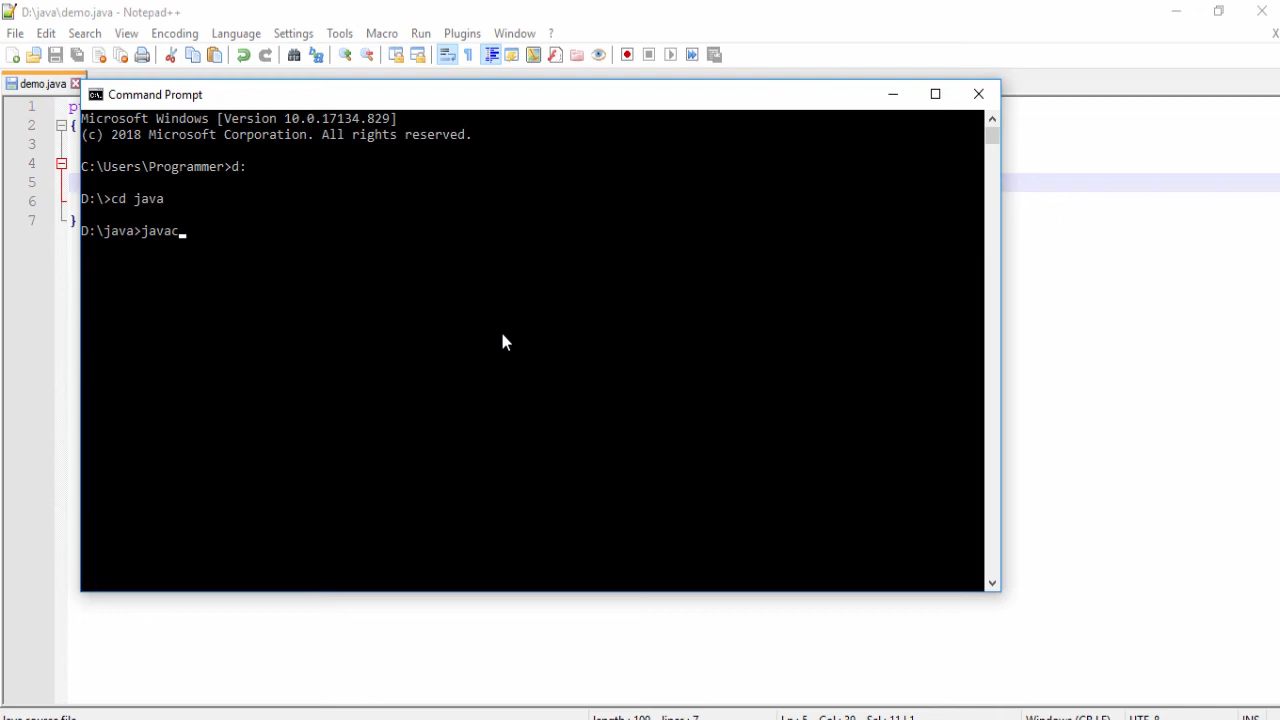 D:\java\demo.java - Notepad++
File Edit Search View Encoding Language Settings Tools Macro Run Plugins Window ? X
demo.java
Command Prompt
1
2 {
3
4
5
6
7 }
Microsoft Windows [Version 10.0.17134.829]
(c) 2018 Microsoft Corporation. All rights reserved.
C:\Users\Programmer>d:
D:\>cd java
D:\java>javac